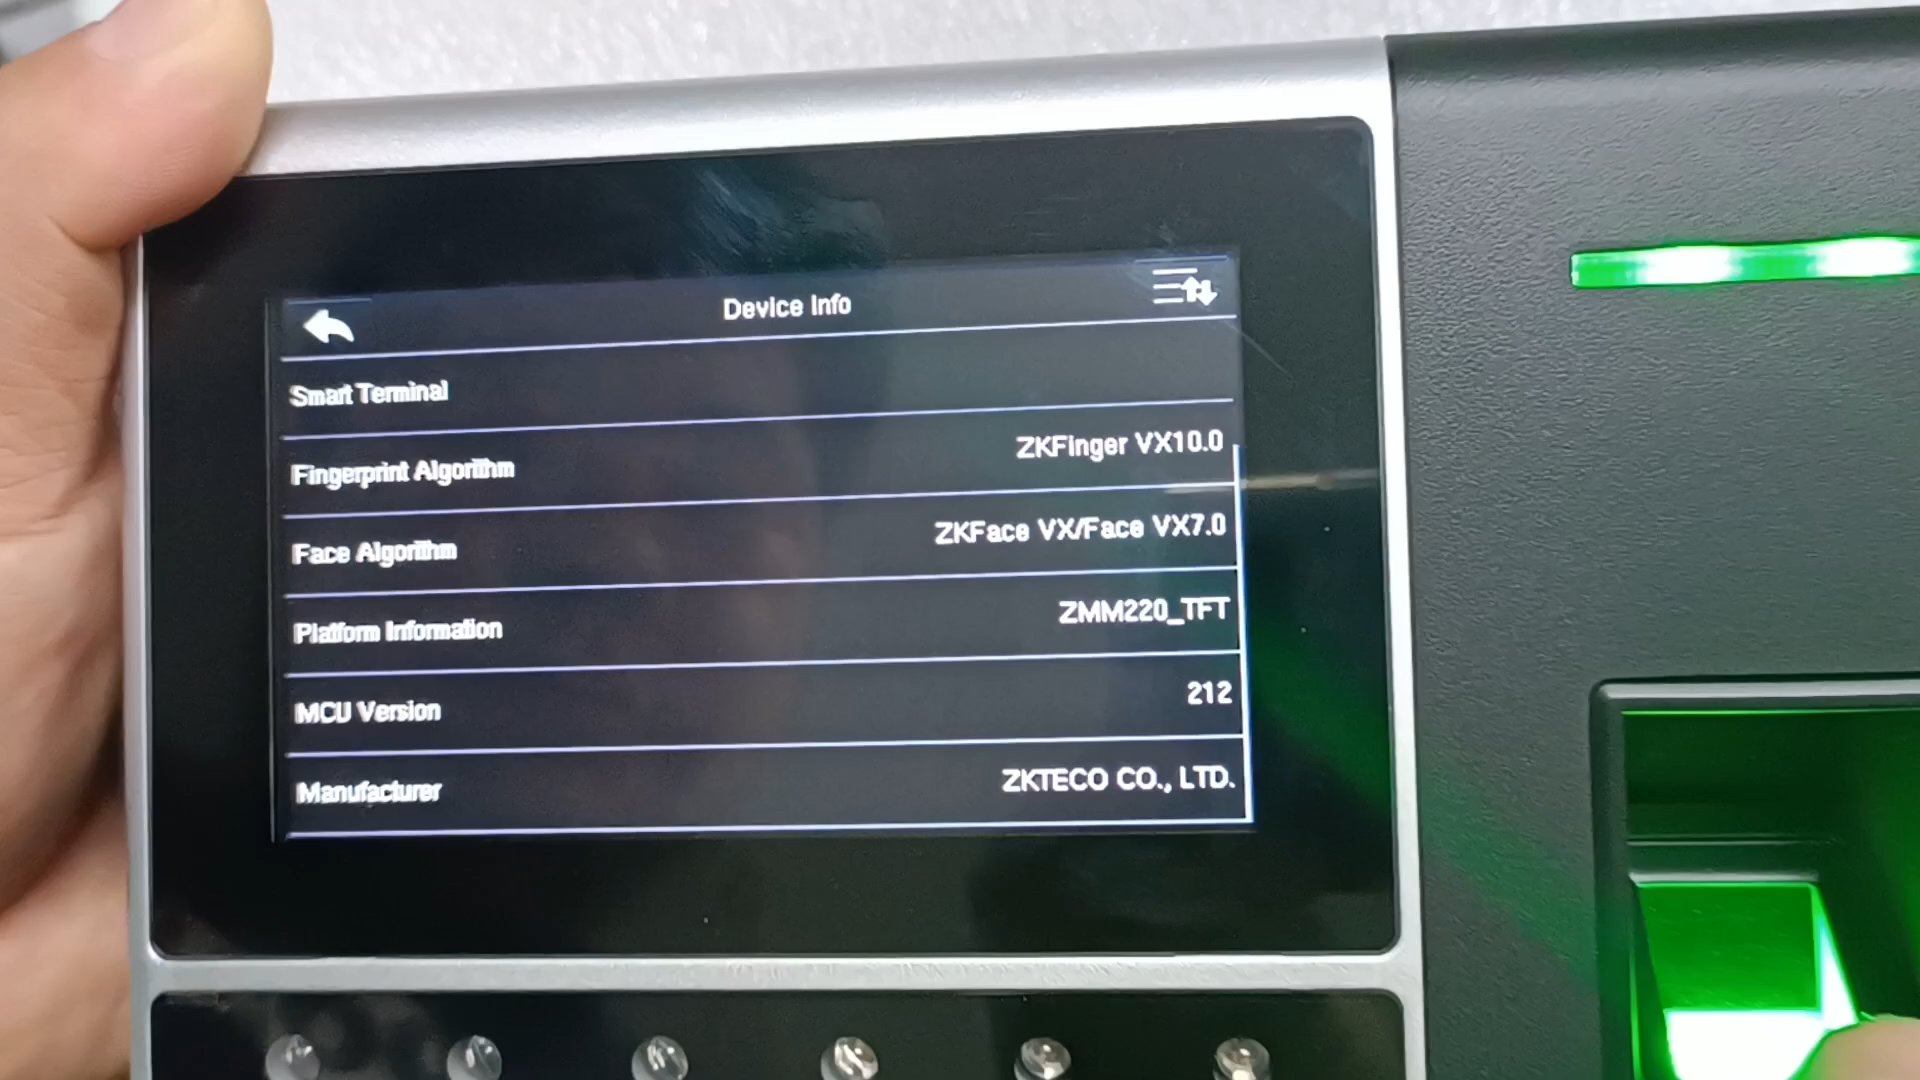 Device Info
Smart Terminal
Fingerprint Algorithm ZKFinger VX10.0
Face Algorithm ZKFace VX/Face VX7.0
Platform Information ZMM220_TFT
MCU Version 212
Manufacturer ZKTECO CO., LTD.